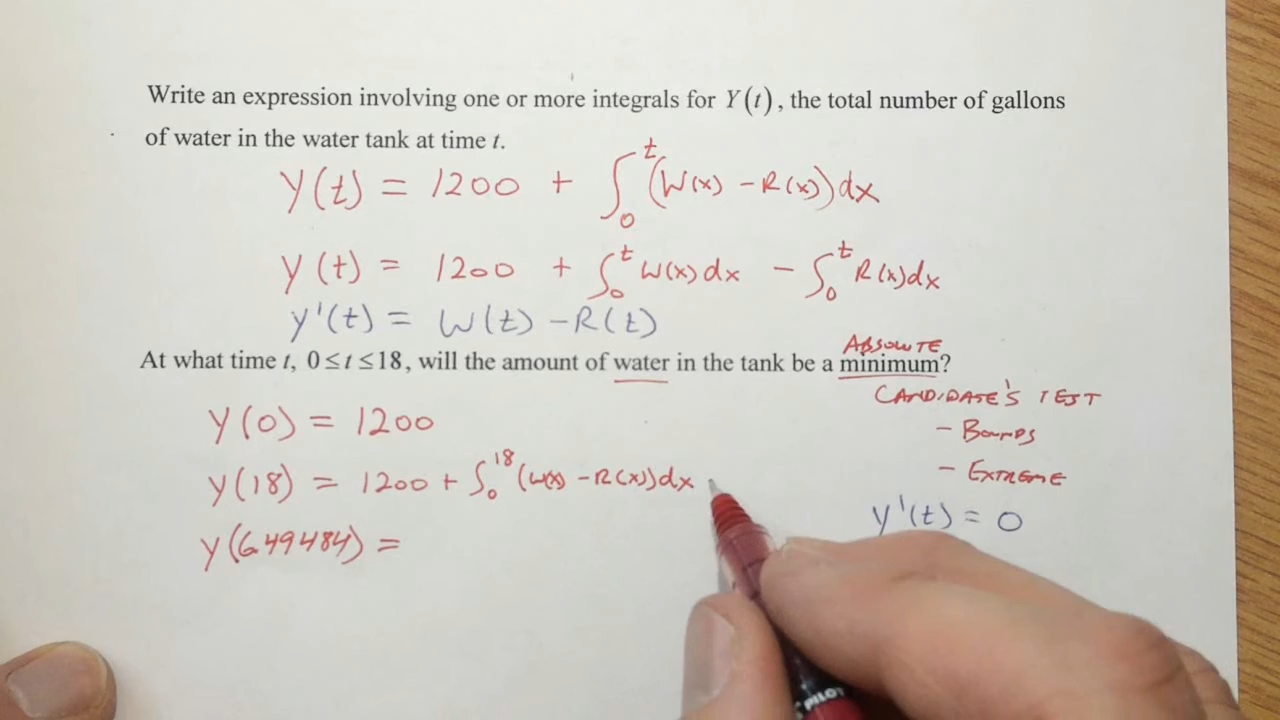 Write an expression involving one or more integrals for Y(t), the total number of gallons
of water in the water tank at time t.
Y(t) = 1200 + ∫₀ᵗ (W(x) - R(x)) dx
Y(t) = 1200 + ∫₀ᵗ W(x) dx - ∫₀ᵗ R(x) dx
Y'(t) = W(t) - R(t)
ABSOLUTE
At what time t, 0 ≤ t ≤ 18, will the amount of water in the tank be a minimum?
CANDIDATE'S TEST
- BOUNDS
- EXTREME
Y'(t) = 0
Y(0) = 1200
Y(18) = 1200 + ∫₀¹⁸ (W(x) - R(x)) dx
Y(6.49484) =
PILOT